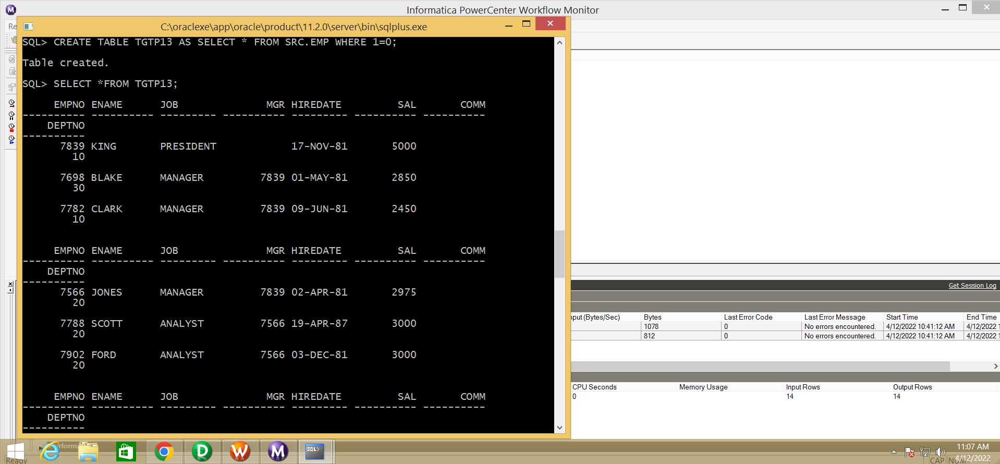 Informatica PowerCenter Workflow Monitor
Re
C:\oraclexe\app\oracle\product\11.2.0\server\bin\sqlplus.exe
SQL> CREATE TABLE TGTP13 AS SELECT * FROM SRC.EMP WHERE 1=0;
Table created.
SQL> SELECT *FROM TGTP13;
EMPNO ENAME JOB MGR HIREDATE SAL COMM
---------- ---------- --------- ---------- --------- ---------- ----------
DEPTNO
----------
7839 KING PRESIDENT 17-NOV-81 5000
10
7698 BLAKE MANAGER 7839 01-MAY-81 2850
30
7782 CLARK MANAGER 7839 09-JUN-81 2450
10
EMPNO ENAME JOB MGR HIREDATE SAL COMM
---------- ---------- --------- ---------- --------- ---------- ----------
DEPTNO
----------
7566 JONES MANAGER 7839 02-APR-81 2975
20
7788 SCOTT ANALYST 7566 19-APR-87 3000
20
7902 FORD ANALYST 7566 03-DEC-81 3000
20
EMPNO ENAME JOB MGR HIREDATE SAL COMM
---------- ---------- --------- ---------- --------- ---------- ----------
DEPTNO
----------
Get Session Log
nput (Bytes/Sec) Bytes Last Error Code Last Error Message Start Time End Time
1078 0 No errors encountered. 4/12/2022 10:41:12 AM 4/12/2022 1
812 0 No errors encountered. 4/12/2022 10:41:12 AM 4/12/2022 1
CPU Seconds Memory Usage Input Rows Output Rows
0 14 14
forma
SQL>
11:07 AM
4/12/2022
Ready
CAP NUM